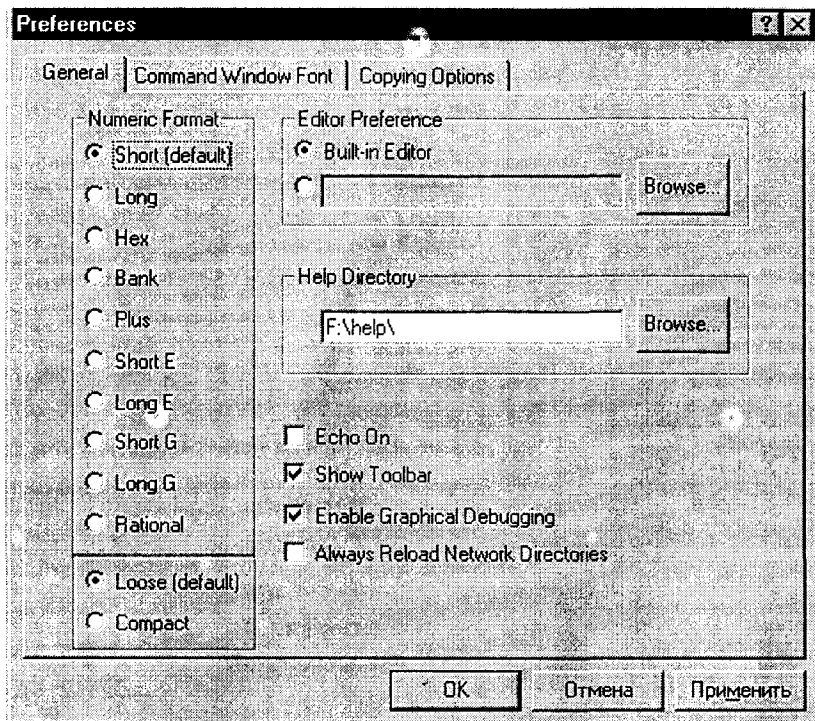 Preferences
General Command Window Font Copying Options
Numeric Format
Short (default)
Long
Hex
Bank
Plus
Short E
Long E
Short G
Long G
Rational
Loose (default)
Compact
Editor Preference
Built-in Editor
Browse...
Help Directory
F:\help\
Browse...
Echo On
Show Toolbar
Enable Graphical Debugging
Always Reload Network Directories
OK Отмена Применить